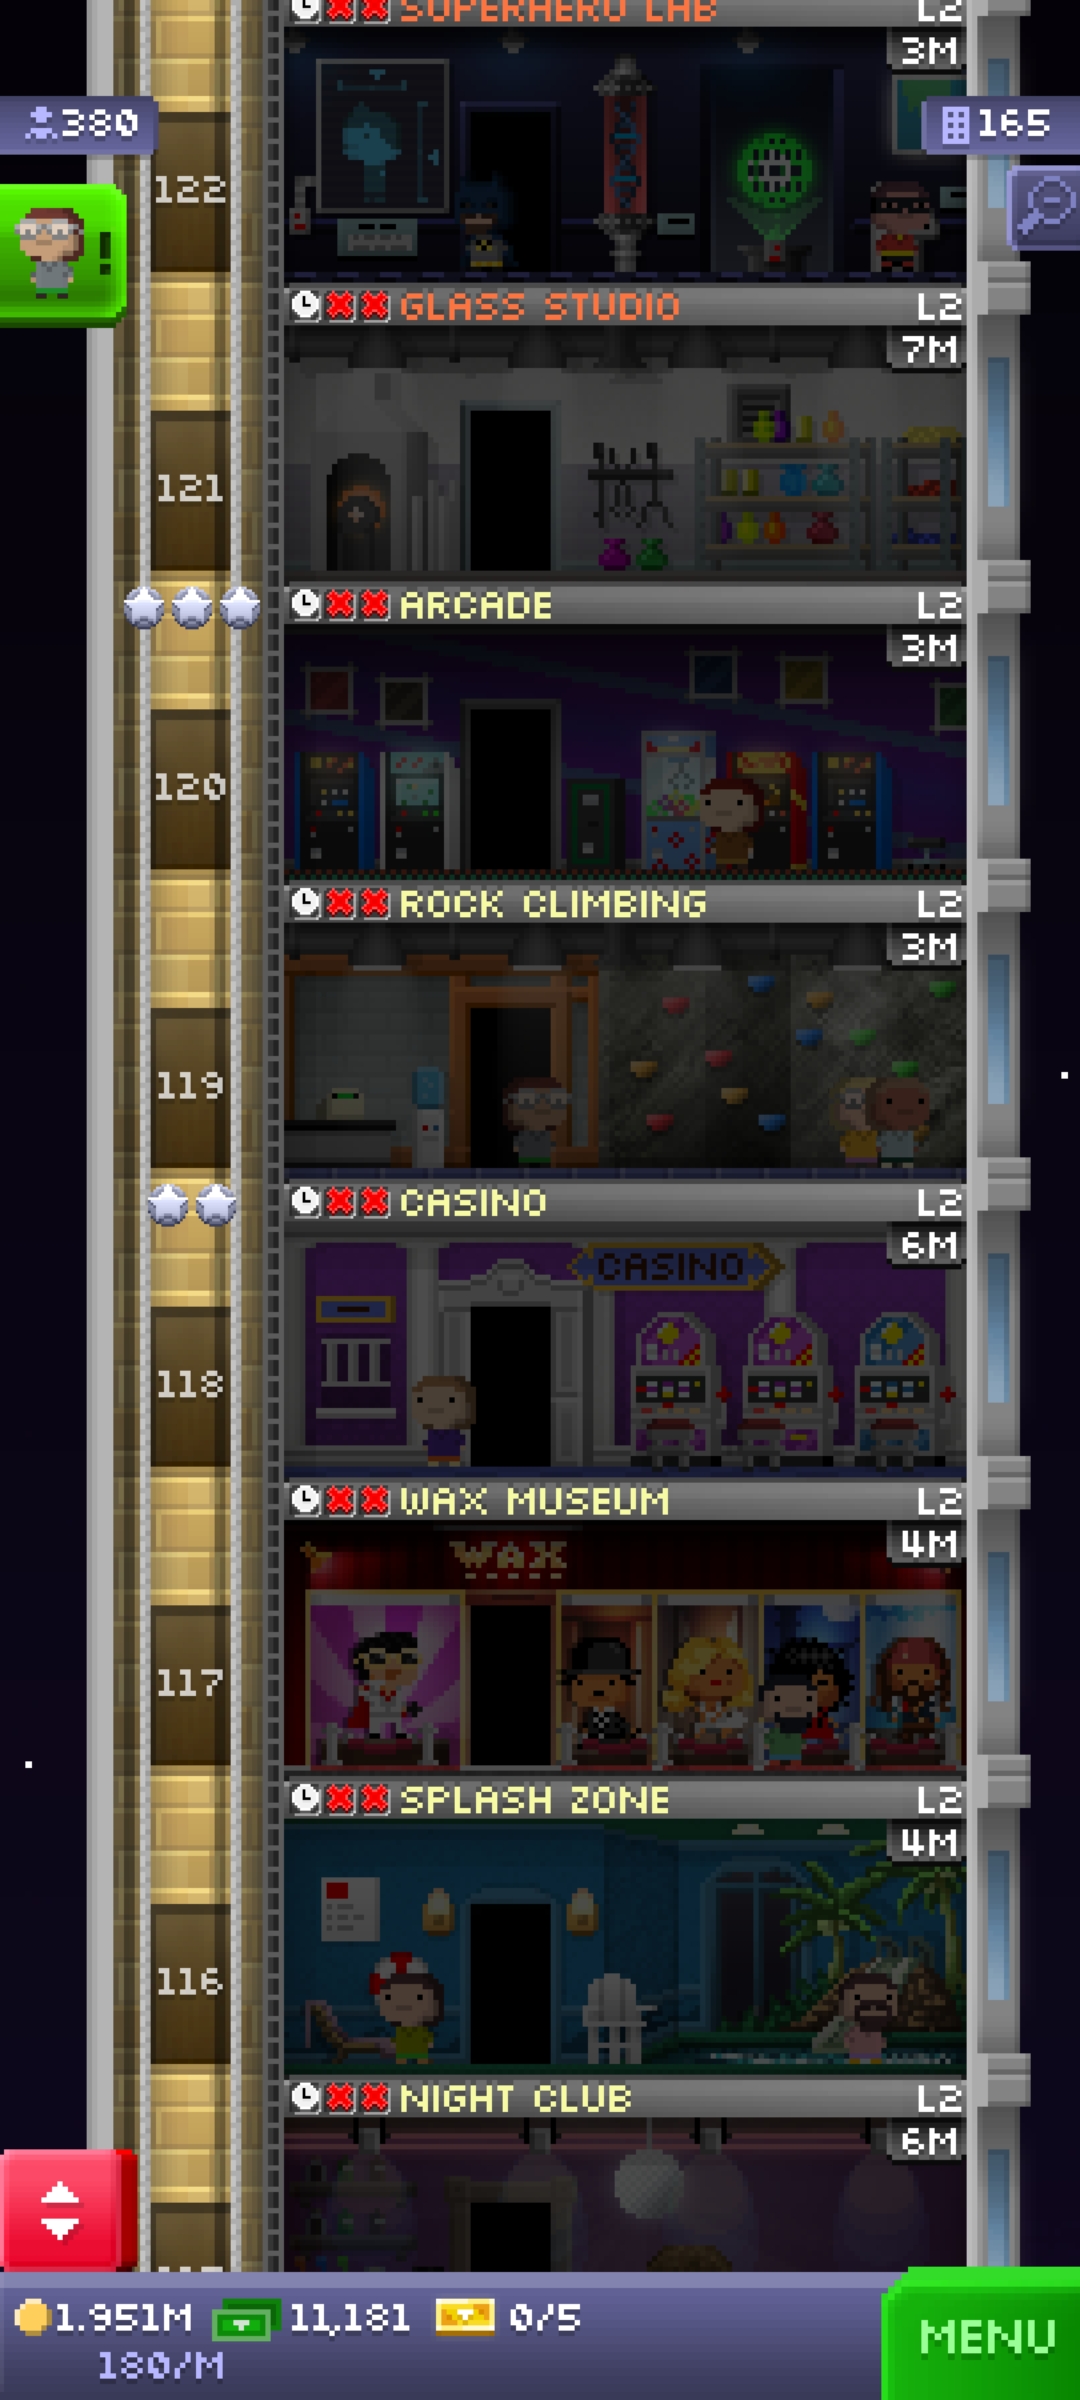 SUPERHERO LAB L2
3M
380
165
122
!
GLASS STUDIO L2
7M
121
ARCADE L2
3M
120
ROCK CLIMBING L2
3M
119
CASINO L2
6M
CASINO
118
WAX MUSEUM L2
4M
WAX
117
SPLASH ZONE L2
4M
116
NIGHT CLUB L2
6M
1.951M 11,181 0/5
180/M
MENU